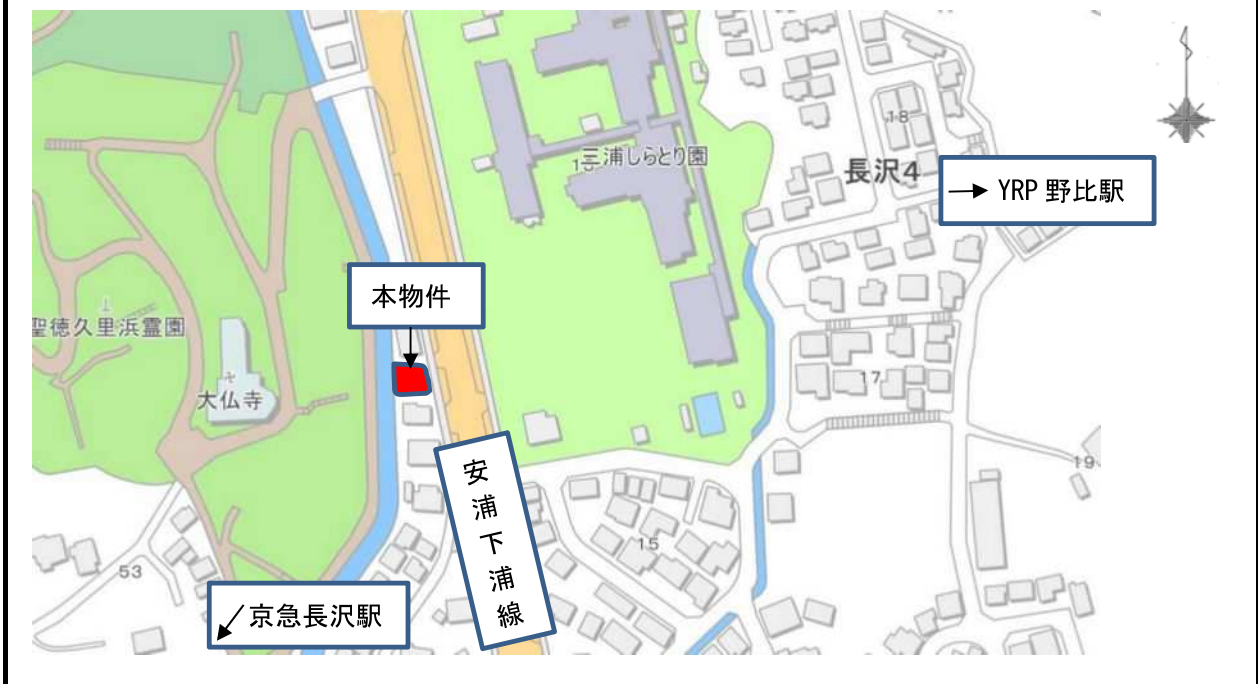 18
三浦しらとり園
1
長沢4
→ YRP 野比駅
本物件
聖徳久里浜霊園
大仏寺
17
安浦下浦線
19
15
53
京急長沢駅